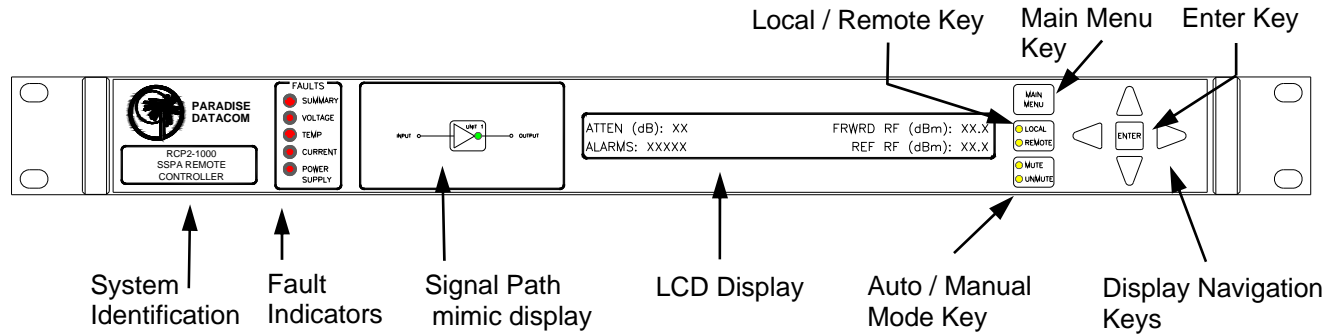 Local / Remote Key
Main Menu
Key
Enter Key
PARADISE
DATACOM
RCP2-1000
SSPA REMOTE
CONTROLLER
FAULTS
SUMMARY
VOLTAGE
TEMP
CURRENT
POWER
SUPPLY
INPUT
UNIT 1
OUTPUT
ATTEN (dB): XX
FRWRD RF (dBm): XX.X
ALARMS: XXXXX
REF RF (dBm): XX.X
MAIN
MENU
LOCAL
REMOTE
MUTE
UNMUTE
ENTER
System
Identification
Fault
Indicators
Signal Path
mimic display
LCD Display
Auto / Manual
Mode Key
Display Navigation
Keys